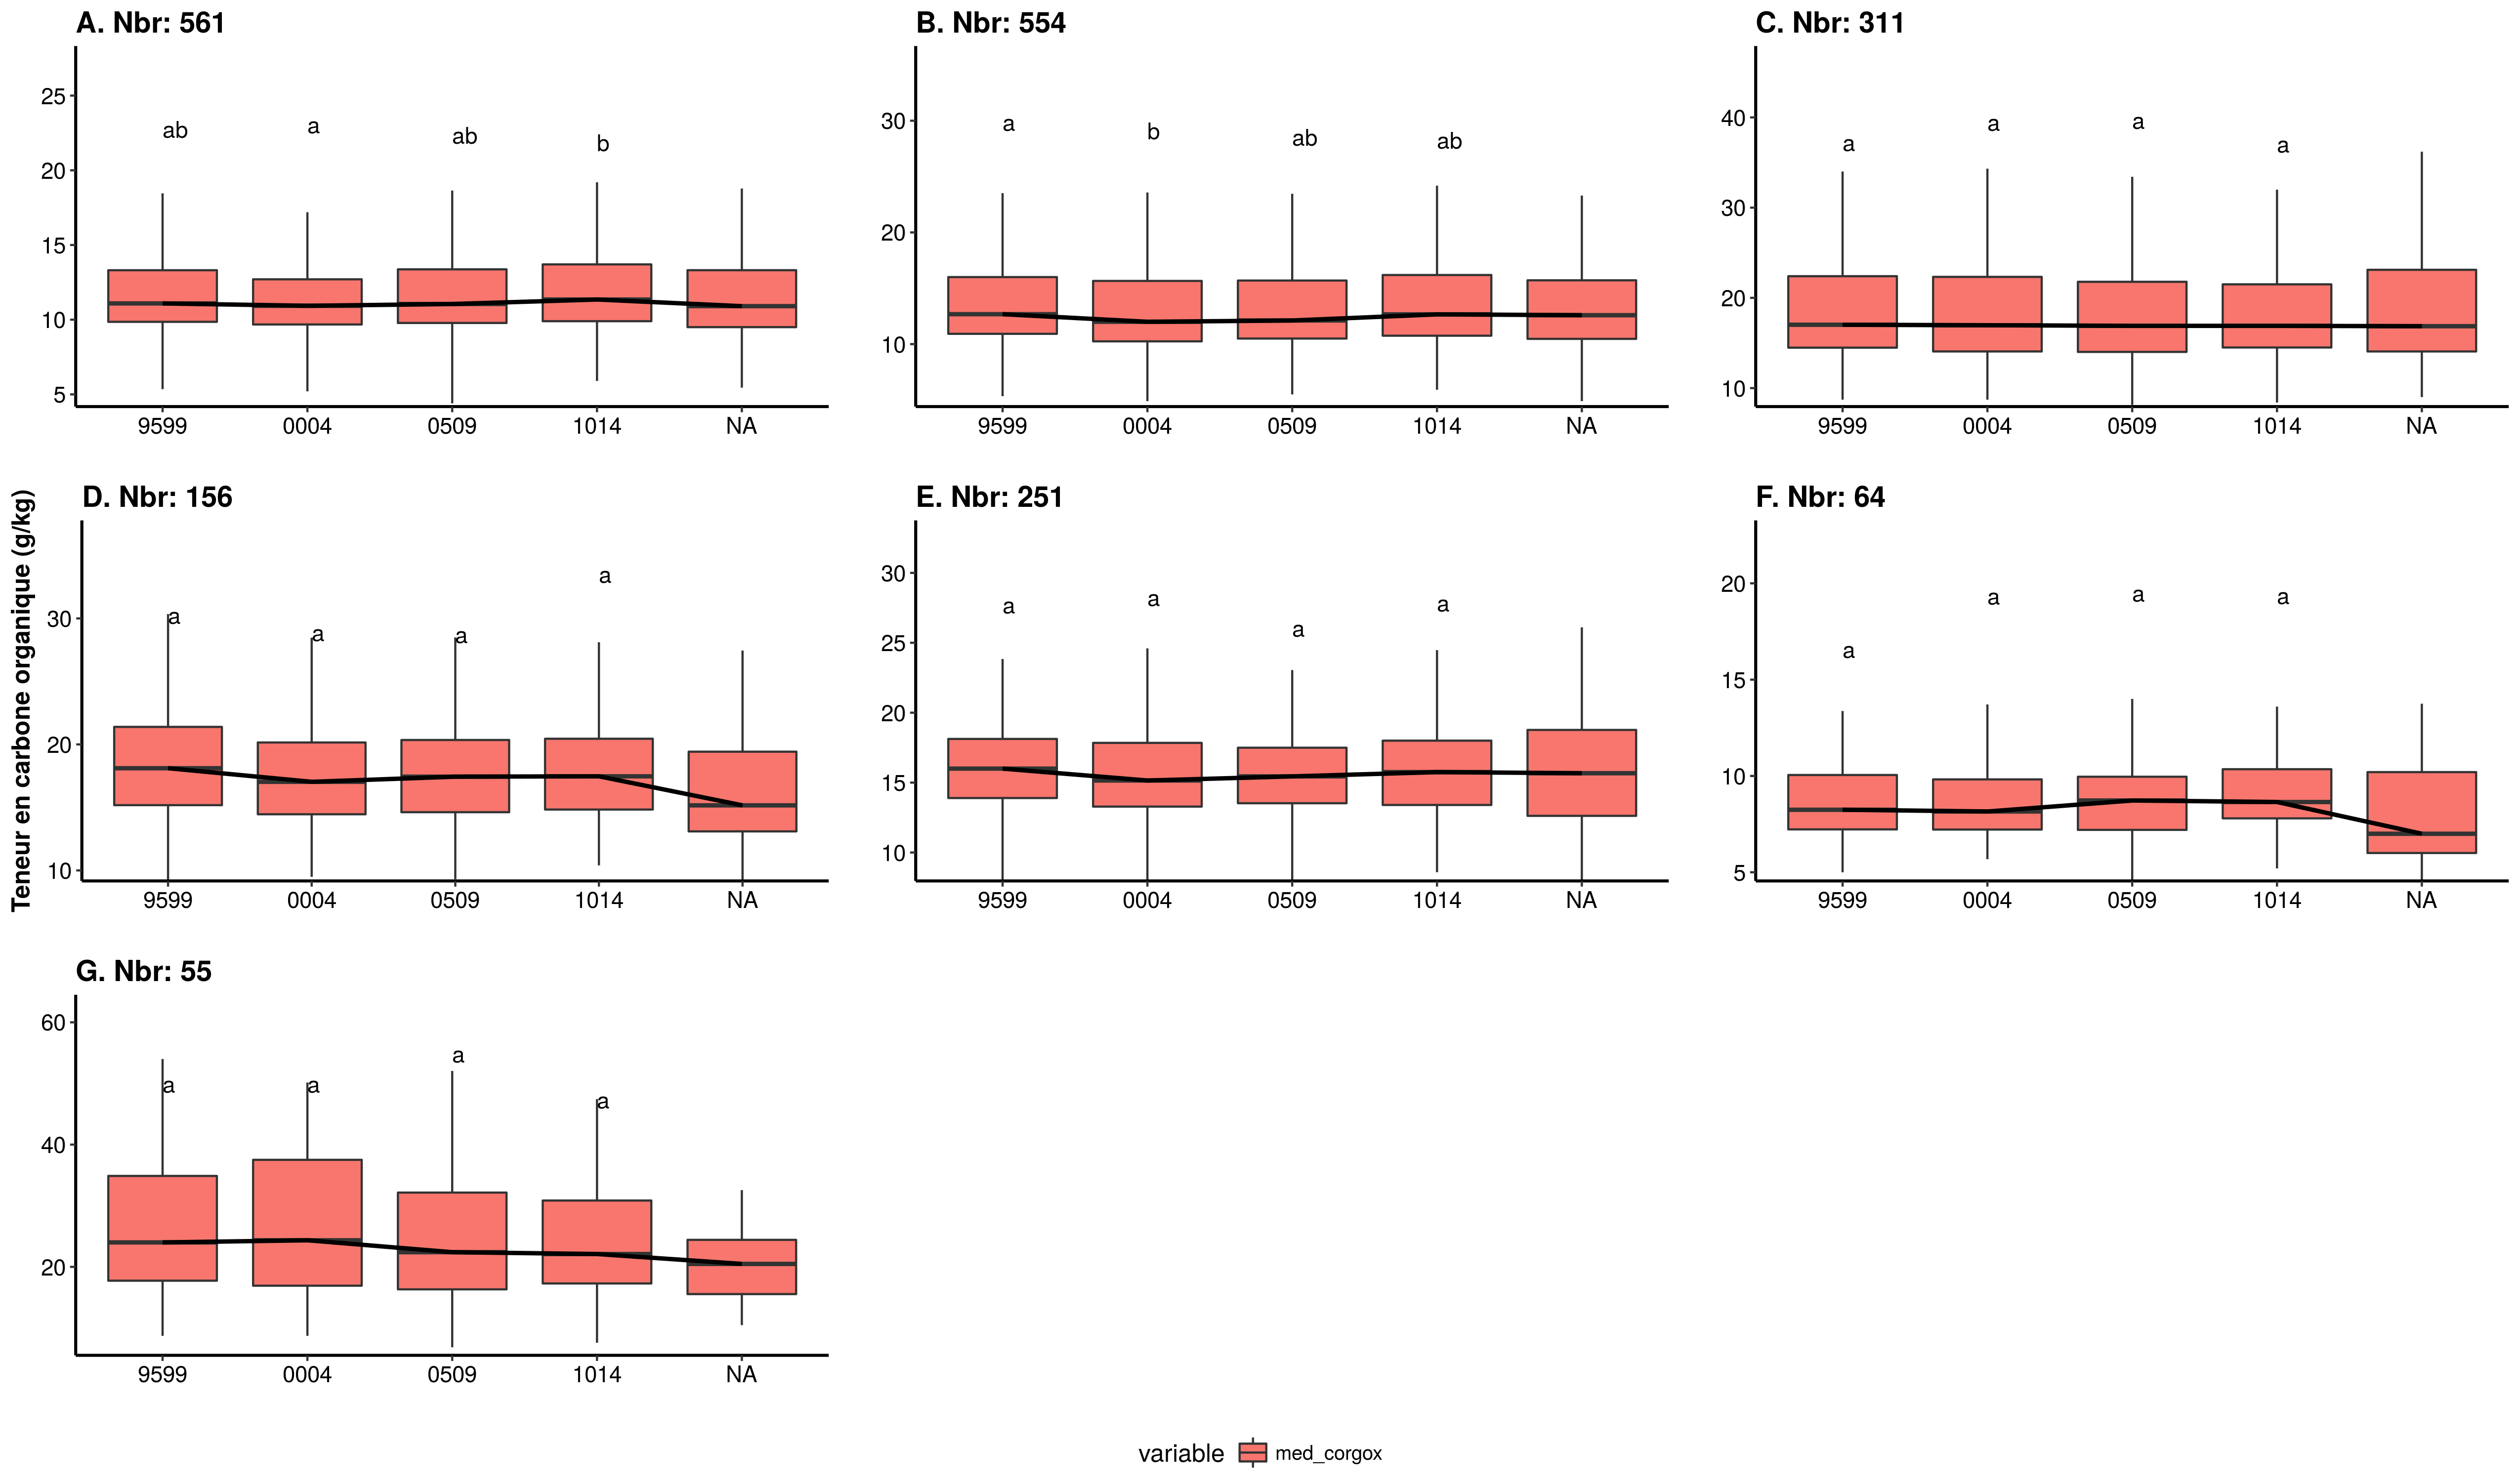 A. Nbr: 561
B. Nbr: 554
C. Nbr: 311
25
20
15
10
5
ab
a
ab
b
9599
0004
0509
1014
NA
30
20
10
a
b
ab
ab
9599
0004
0509
1014
NA
40
30
20
10
a
a
a
a
9599
0004
0509
1014
NA
Teneur en carbone organique (g/kg)
D. Nbr: 156
E. Nbr: 251
F. Nbr: 64
30
20
10
a
a
a
a
9599
0004
0509
1014
NA
30
25
20
15
10
a
a
a
a
9599
0004
0509
1014
NA
20
15
10
5
a
a
a
a
9599
0004
0509
1014
NA
G. Nbr: 55
60
40
20
a
a
a
a
9599
0004
0509
1014
NA
variable med_corgox